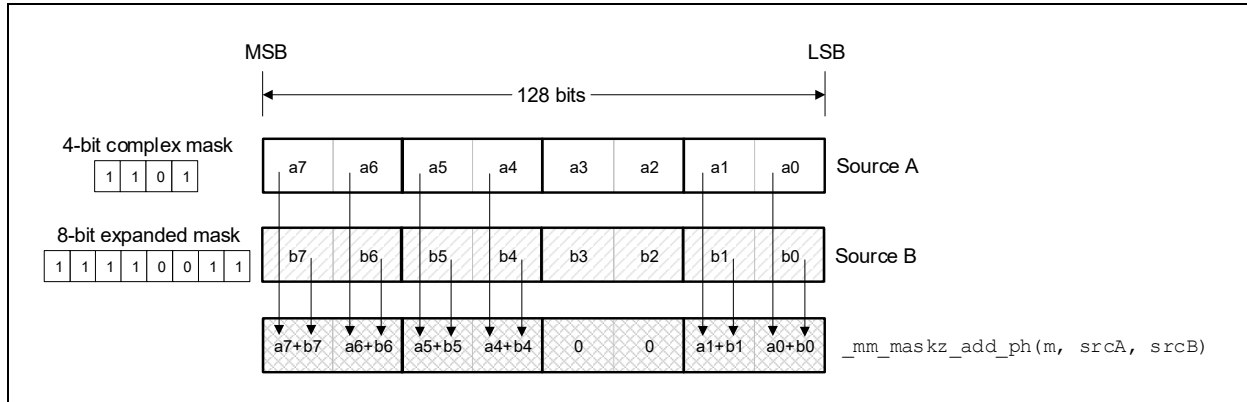 MSB LSB
128 bits
4-bit complex mask
1 1 0 1
a7 a6 a5 a4 a3 a2 a1 a0 Source A
8-bit expanded mask
1 1 1 1 0 0 1 1
b7 b6 b5 b4 b3 b2 b1 b0 Source B
a7+b7 a6+b6 a5+b5 a4+b4 0 0 a1+b1 a0+b0 _mm_maskz_add_ph(m, srcA, srcB)